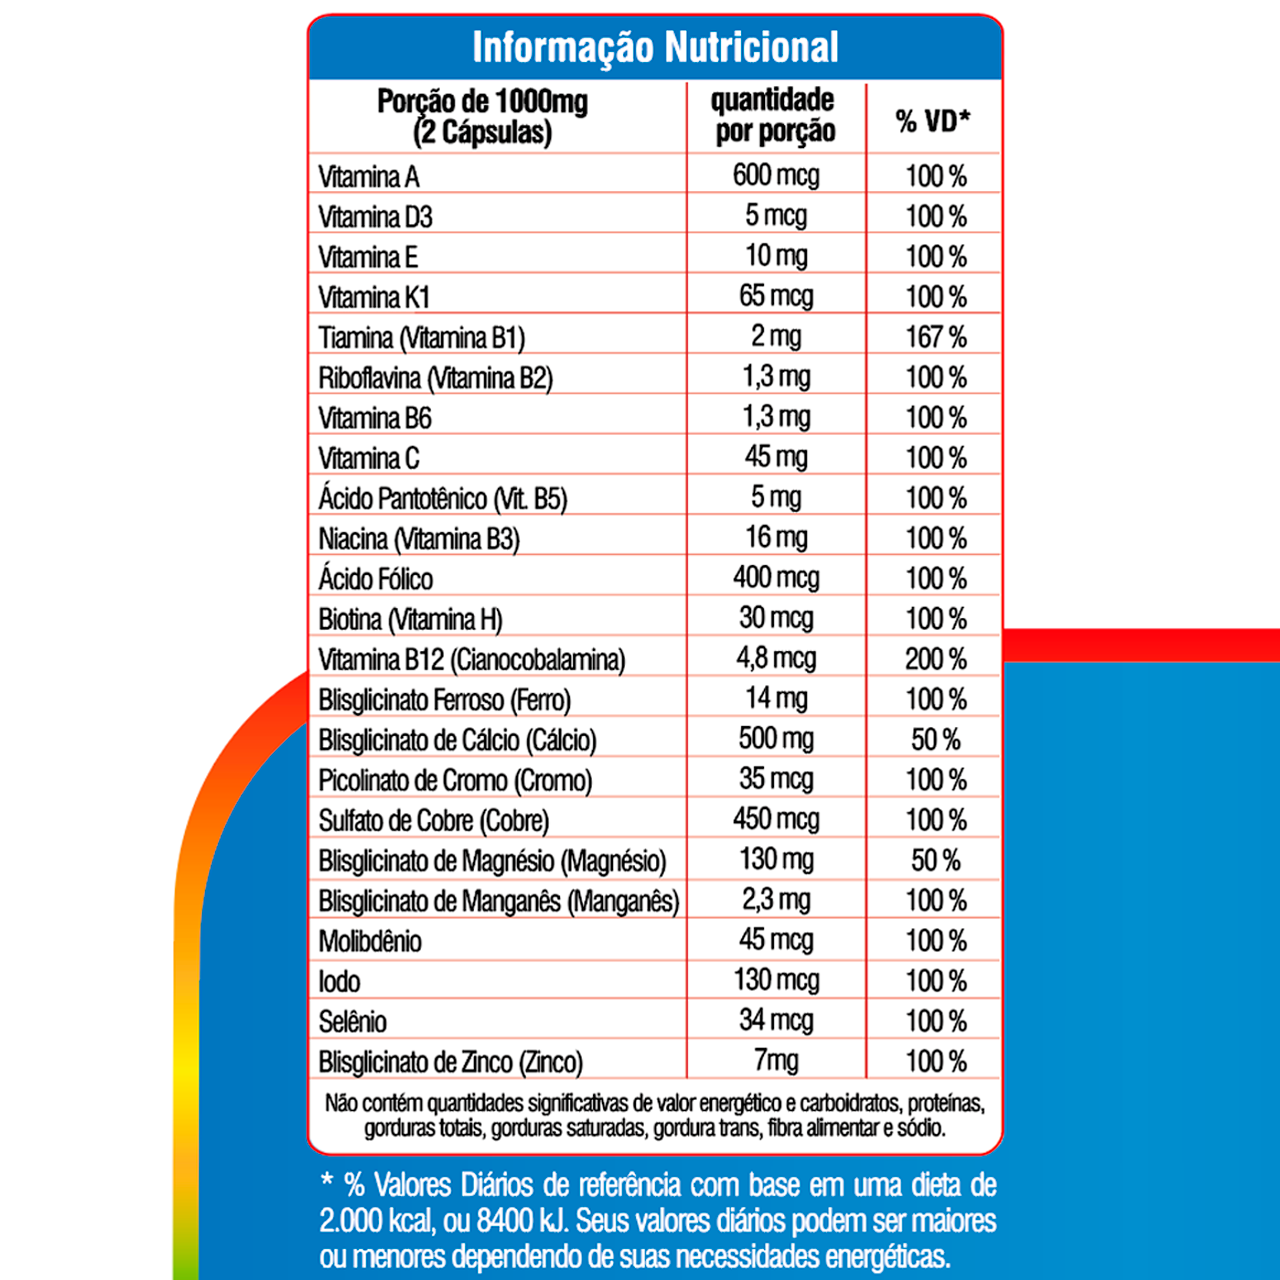 Informação Nutricional
Porção de 1000mg
(2 Cápsulas)
quantidade
por porção
% VD*
Vitamina A 600 mcg 100 %
Vitamina D3 5 mcg 100 %
Vitamina E 10 mg 100 %
Vitamina K1 65 mcg 100 %
Tiamina (Vitamina B1) 2 mg 167 %
Riboflavina (Vitamina B2) 1,3 mg 100 %
Vitamina B6 1,3 mg 100 %
Vitamina C 45 mg 100 %
Ácido Pantotênico (Vit. B5) 5 mg 100 %
Niacina (Vitamina B3) 16 mg 100 %
Ácido Fólico 400 mcg 100 %
Biotina (Vitamina H) 30 mcg 100 %
Vitamina B12 (Cianocobalamina) 4,8 mcg 200 %
Blisglicinato Ferroso (Ferro) 14 mg 100 %
Blisglicinato de Cálcio (Cálcio) 500 mg 50 %
Picolinato de Cromo (Cromo) 35 mcg 100 %
Sulfato de Cobre (Cobre) 450 mcg 100 %
Blisglicinato de Magnésio (Magnésio) 130 mg 50 %
Blisglicinato de Manganês (Manganês) 2,3 mg 100 %
Molibdênio 45 mcg 100 %
Iodo 130 mcg 100 %
Selênio 34 mcg 100 %
Blisglicinato de Zinco (Zinco) 7mg 100 %
Não contém quantidades significativas de valor energético e carboidratos, proteínas,
gorduras totais, gorduras saturadas, gordura trans, fibra alimentar e sódio.
* % Valores Diários de referência com base em uma dieta de
2.000 kcal, ou 8400 kJ. Seus valores diários podem ser maiores
ou menores dependendo de suas necessidades energéticas.